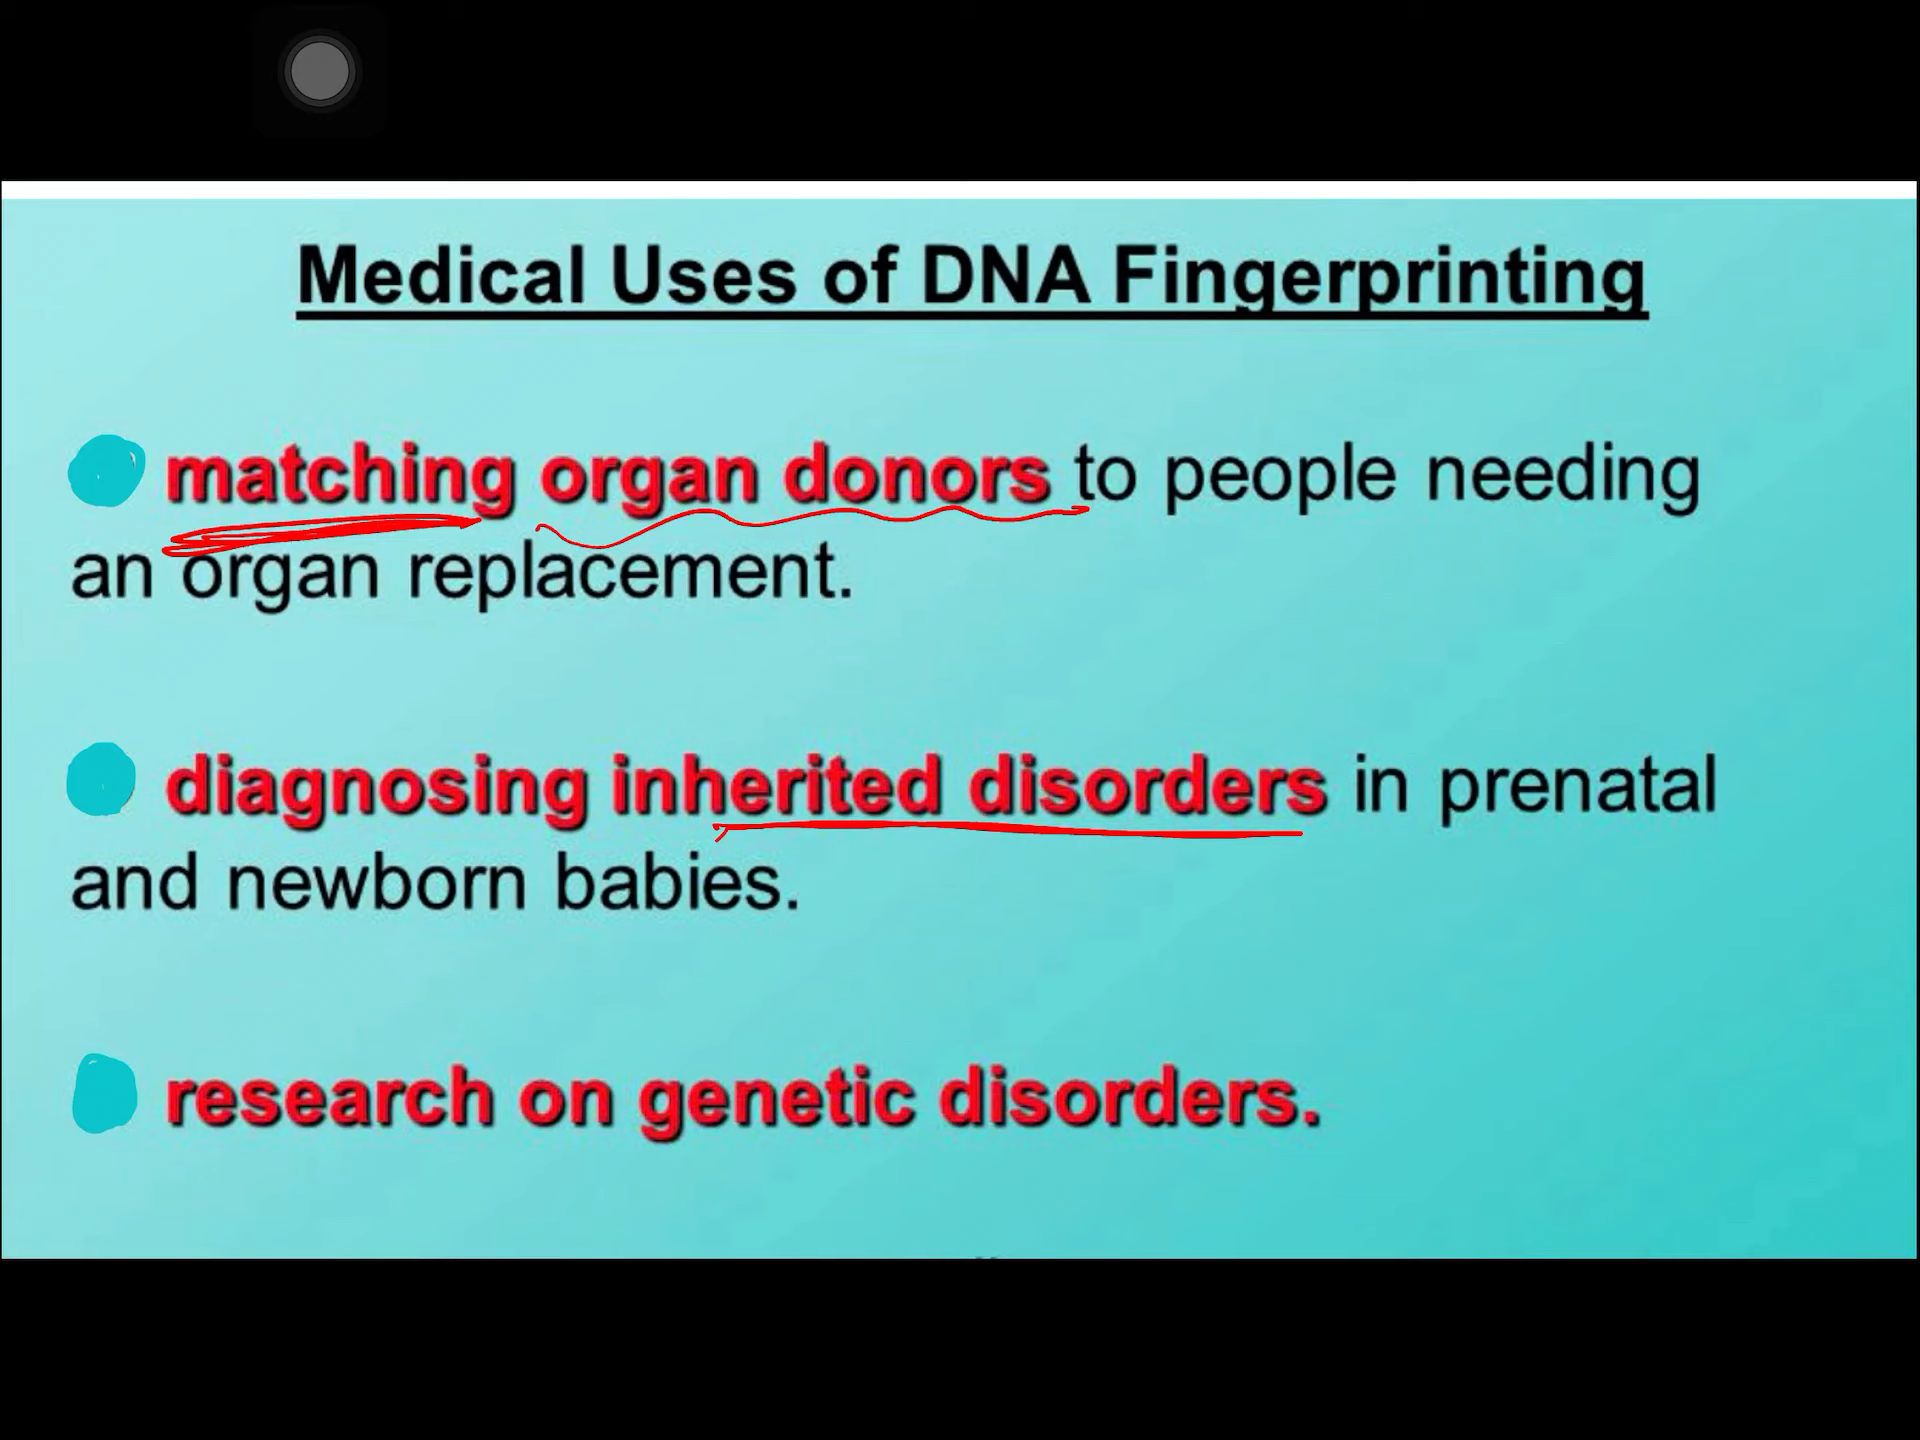 Medical Uses of DNA Fingerprinting
matching organ donors to people needing
an organ replacement.
diagnosing inherited disorders in prenatal
and newborn babies.
research on genetic disorders.